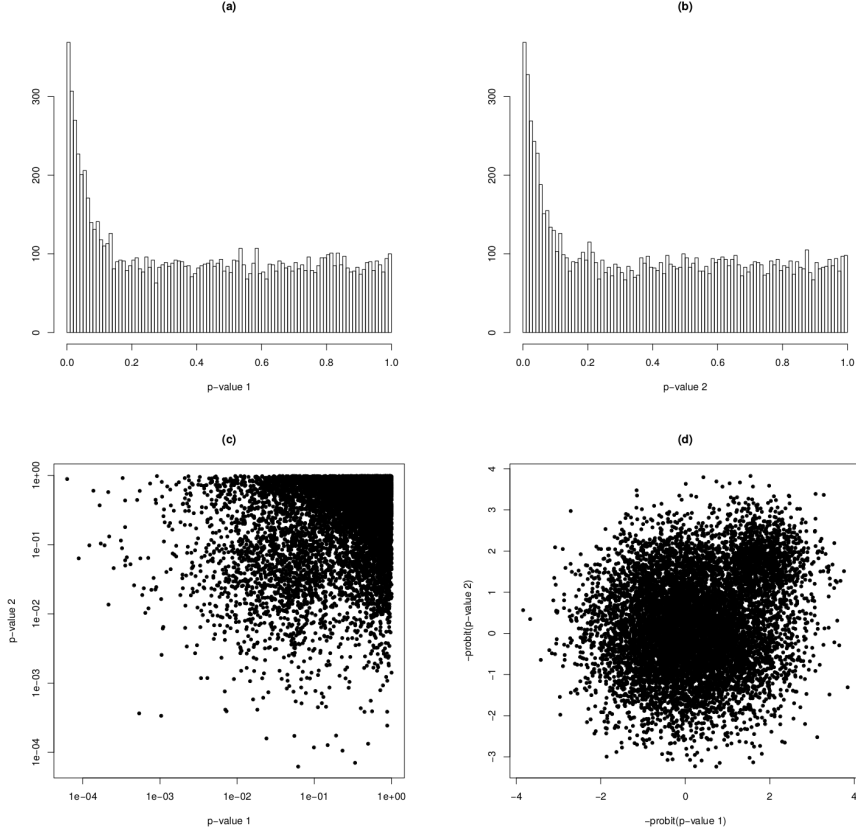 (a)
300
200
100
0
0.0 0.2 0.4 0.6 0.8 1.0
p−value 1
(b)
300
200
100
0
0.0 0.2 0.4 0.6 0.8 1.0
p−value 2
(c)
1e+00
1e−01
1e−02
1e−03
1e−04
p−value 2
1e−04 1e−03 1e−02 1e−01 1e+00
p−value 1
(d)
4
3
2
1
0
−1
−2
−3
−probit(p−value 2)
−4 −2 0 2 4
−probit(p−value 1)